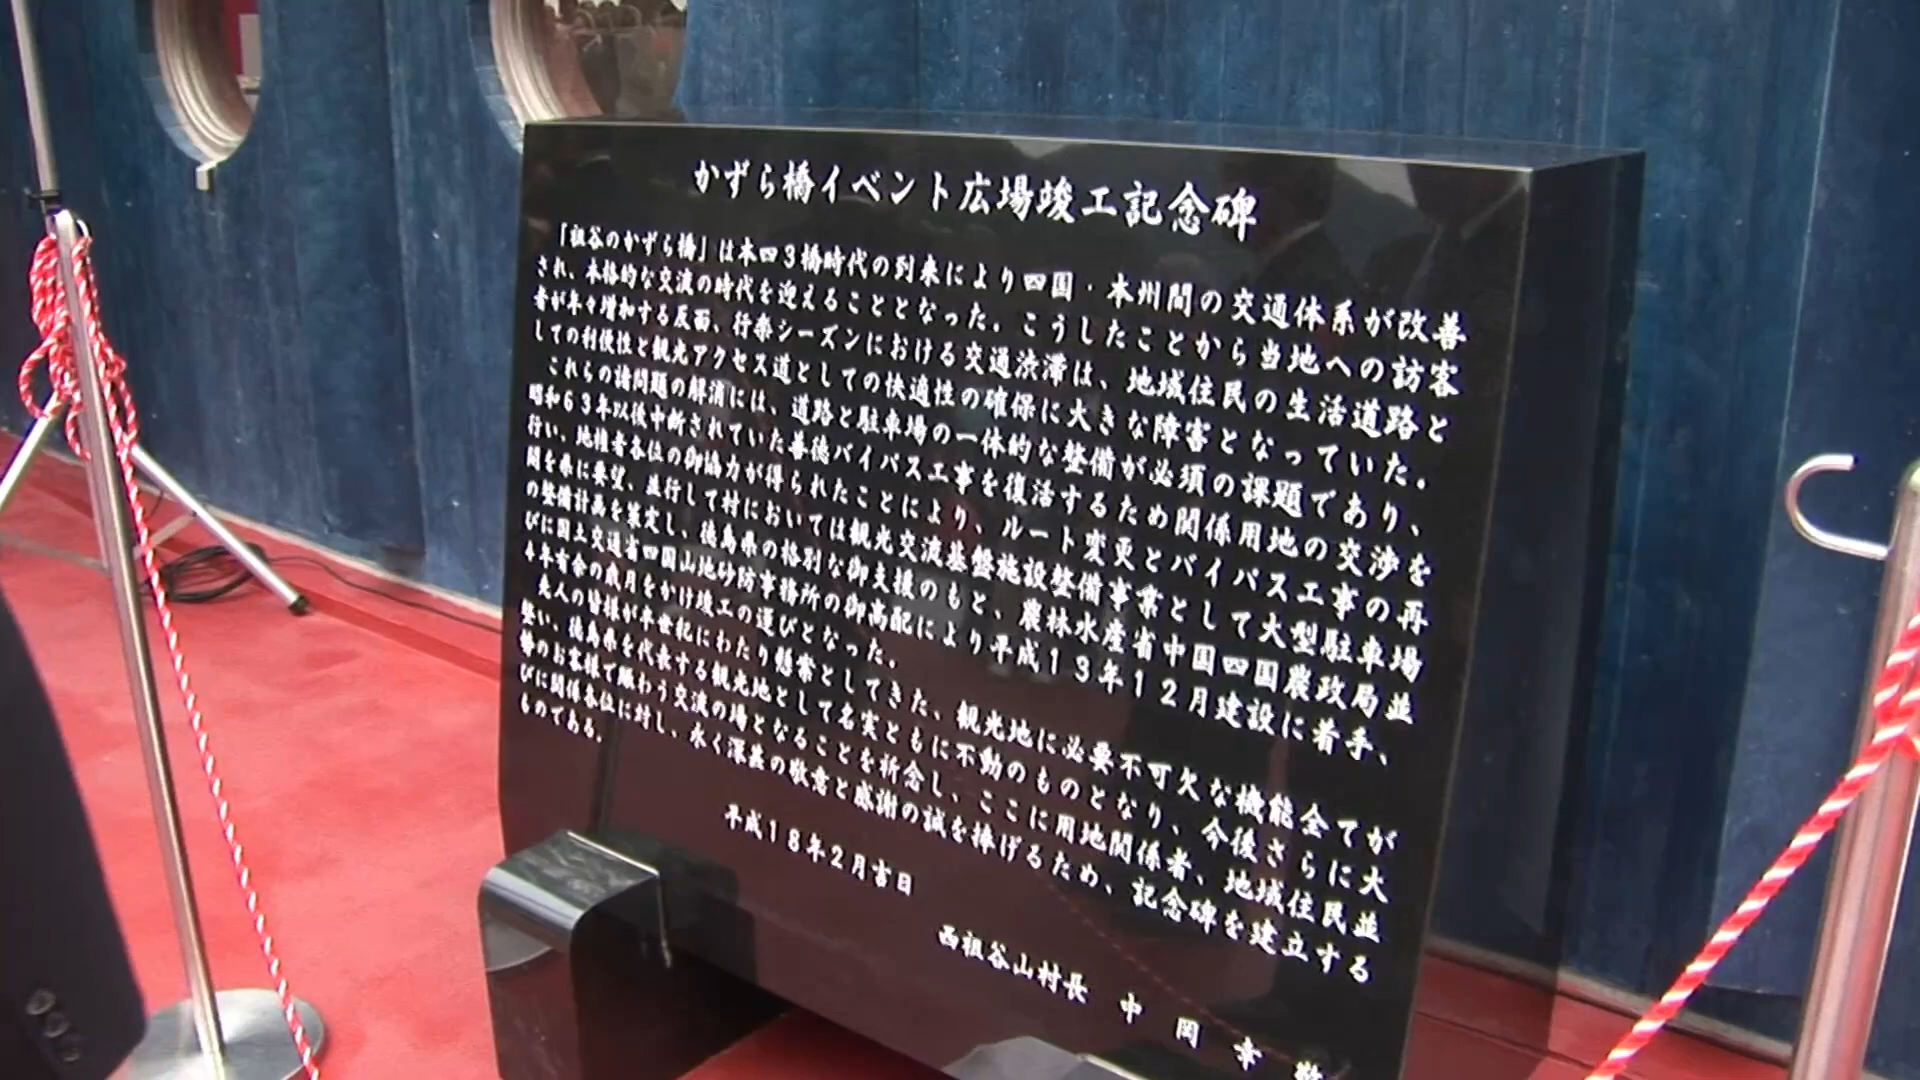 かずら橋イベント広場竣工記念碑
「祖谷のかずら橋」は本四3橋時代の到来により四国・本州間の交通体系が改善
され、本格的な交流の時代を迎えることとなった。こうしたことから当地への訪客
者が年々増加する反面、行楽シーズンにおける交通渋滞は、地域住民の生活道路と
しての利便性と観光アクセス道としての快適性の確保に大きな障害となっていた。
これらの諸問題の解消には、道路と駐車場の一体的な整備が必須の課題であり、
昭和63年以後中断されていた善徳バイパス工事を復活するため関係用地の交渉を
行い、地権者各位の御協力が得られたことにより、ルート変更とバイパス工事の再
開を県に要望、並行して村においては観光交流基盤施設整備事業として大型駐車場
の整備計画を策定し、徳島県の格別な御支援のもと、農林水産省中国四国農政局並
びに国土交通省四国山地砂防事務所の御高配により平成13年12月建設に着手、
4年有余の歳月をかけ竣工の運びとなった。
先人の皆様が半世紀にわたり懸案としてきた、観光地に必要不可欠な機能全てが
整い、徳島県を代表する観光地として名実ともに不動のものとなり、今後さらに大
勢のお客様で賑わう交流の場となることを祈念し、ここに用地関係者、地域住民並
びに関係各位に対し、永く深甚の敬意と感謝の誠を捧げるため、記念碑を建立する
ものである。
平成18年2月吉日
西祖谷山村長 中岡幸